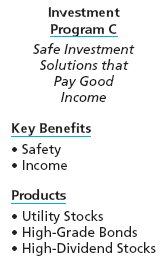 Investment
Program C
Safe Investment
Solutions that
Pay Good
Income
Key Benefits
• Safety
• Income
Products
• Utility Stocks
• High-Grade Bonds
• High-Dividend Stocks